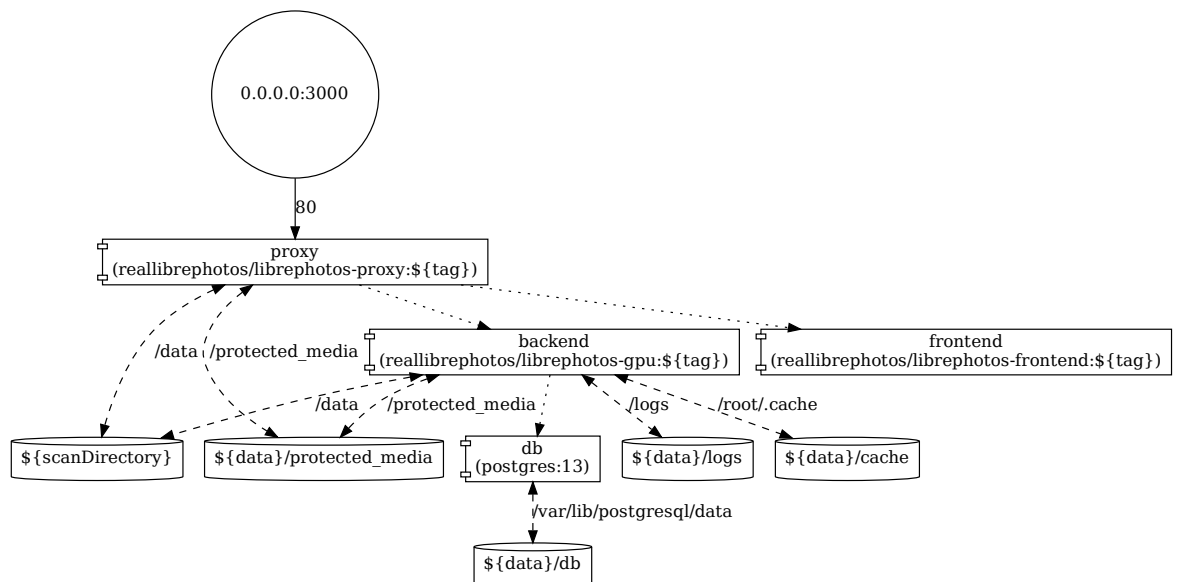 0.0.0.0:3000
80
proxy
(reallibrephotos/librephotos-proxy:${tag})
backend
(reallibrephotos/librephotos-gpu:${tag})
frontend
(reallibrephotos/librephotos-frontend:${tag})
/data
/protected_media
/data
/protected_media
/logs
/root/.cache
${scanDirectory}
${data}/protected_media
db
(postgres:13)
${data}/logs
${data}/cache
/var/lib/postgresql/data
${data}/db